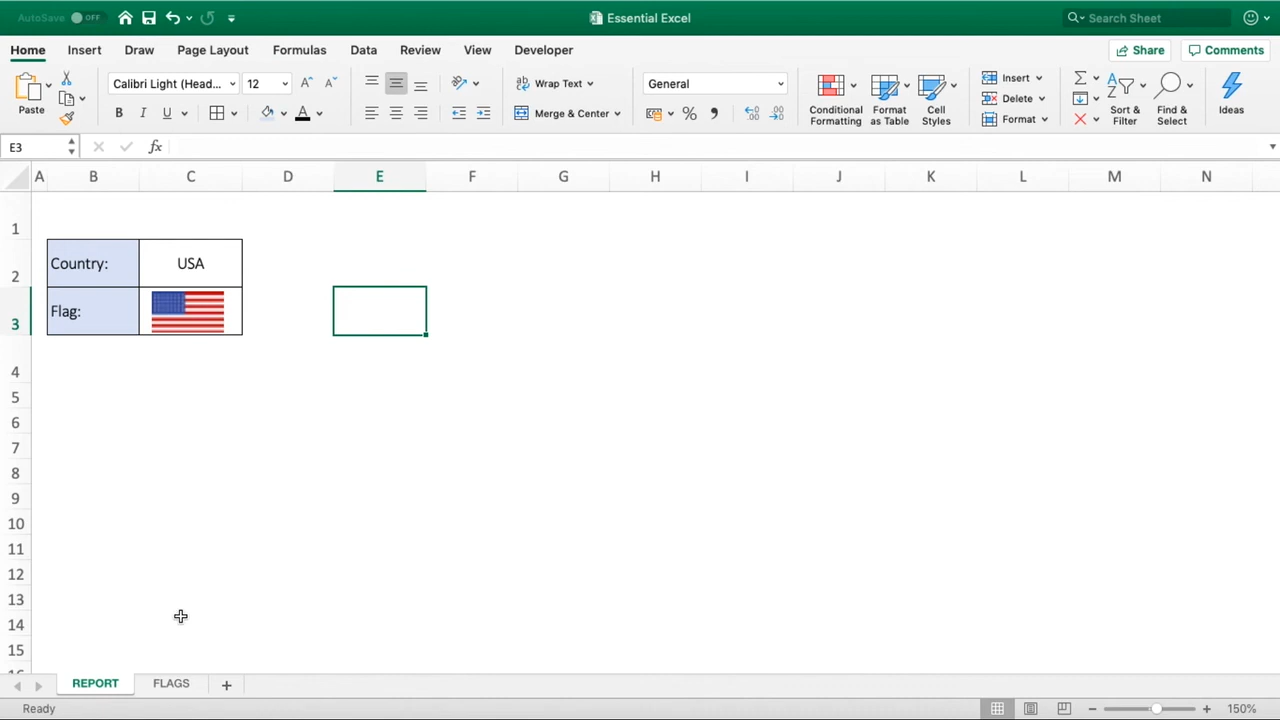 AutoSave OFF Essential Excel Search Sheet
Home Insert Draw Page Layout Formulas Data Review View Developer Share Comments
Paste Calibri Light (Head... 12 A^ Aˇ Wrap Text General Conditional Formatting Format as Table Cell Styles Insert Delete Format Sort & Filter Find & Select Ideas
B I U A Merge & Center % ,
E3 fx
A B C D E F G H I J K L M N
1
2 Country: USA
3 Flag:
4
5
6
7
8
9
10
11
12
13
14
15
REPORT FLAGS
Ready 150%